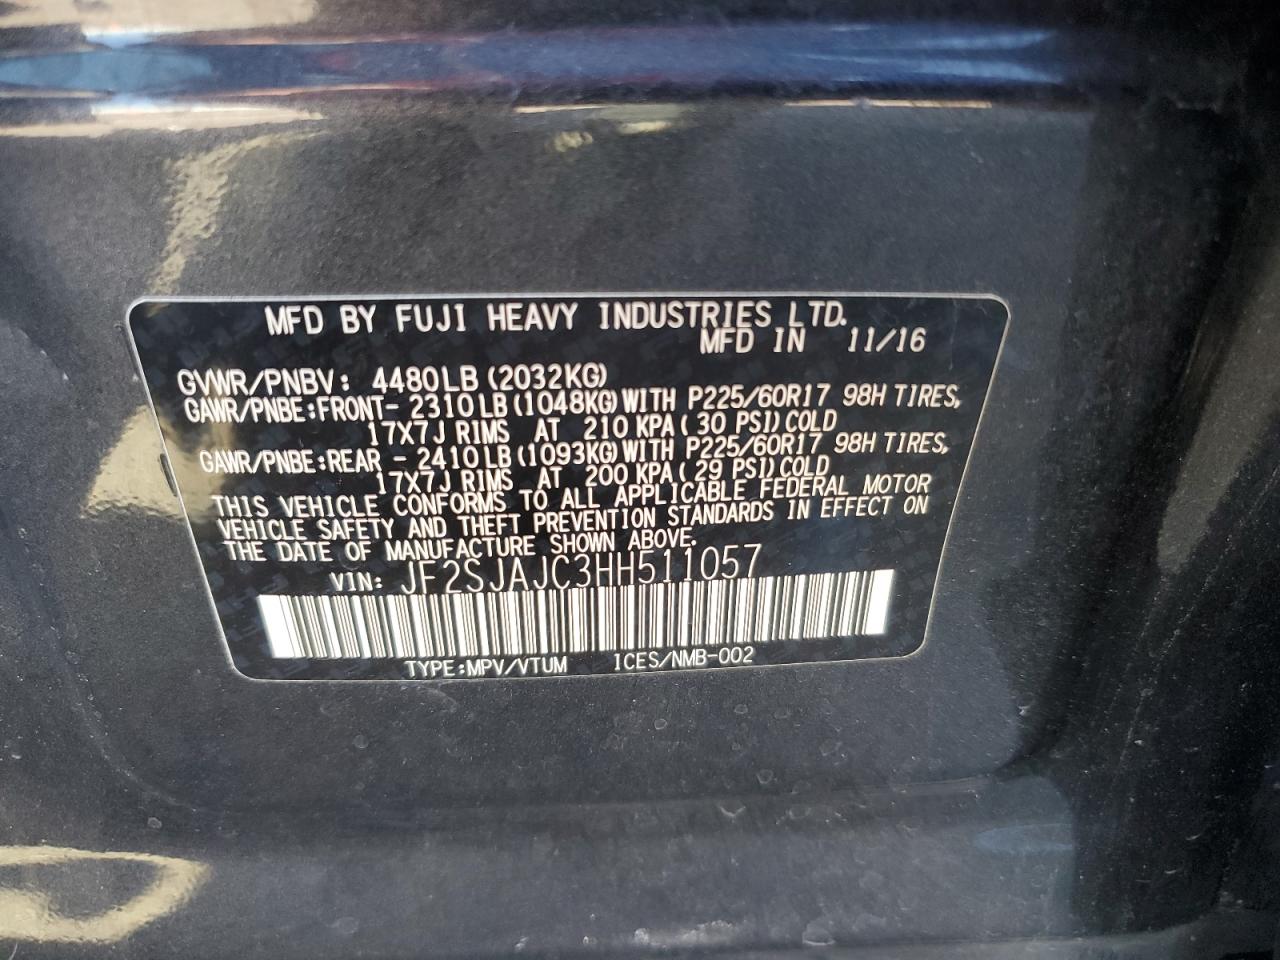 MFD BY FUJI HEAVY INDUSTRIES LTD.
MFD IN 11/16
GVWR/PNBV: 4480LB(2032KG)
GAWR/PNBE:FRONT- 2310LB(1048KG)WITH P225/60R17 98H TIRES,
17X7J RIMS AT 210 KPA(30 PSI)COLD
GAWR/PNBE:REAR - 2410LB(1093KG)WITH P225/60R17 98H TIRES,
17X7J RIMS AT 200 KPA(29 PSI)COLD
THIS VEHICLE CONFORMS TO ALL APPLICABLE FEDERAL MOTOR
VEHICLE SAFETY AND THEFT PREVENTION STANDARDS IN EFFECT ON
THE DATE OF MANUFACTURE SHOWN ABOVE.
VIN: JF2SJAJC3HH511057
TYPE:MPV/VTUM ICES/NMB-002